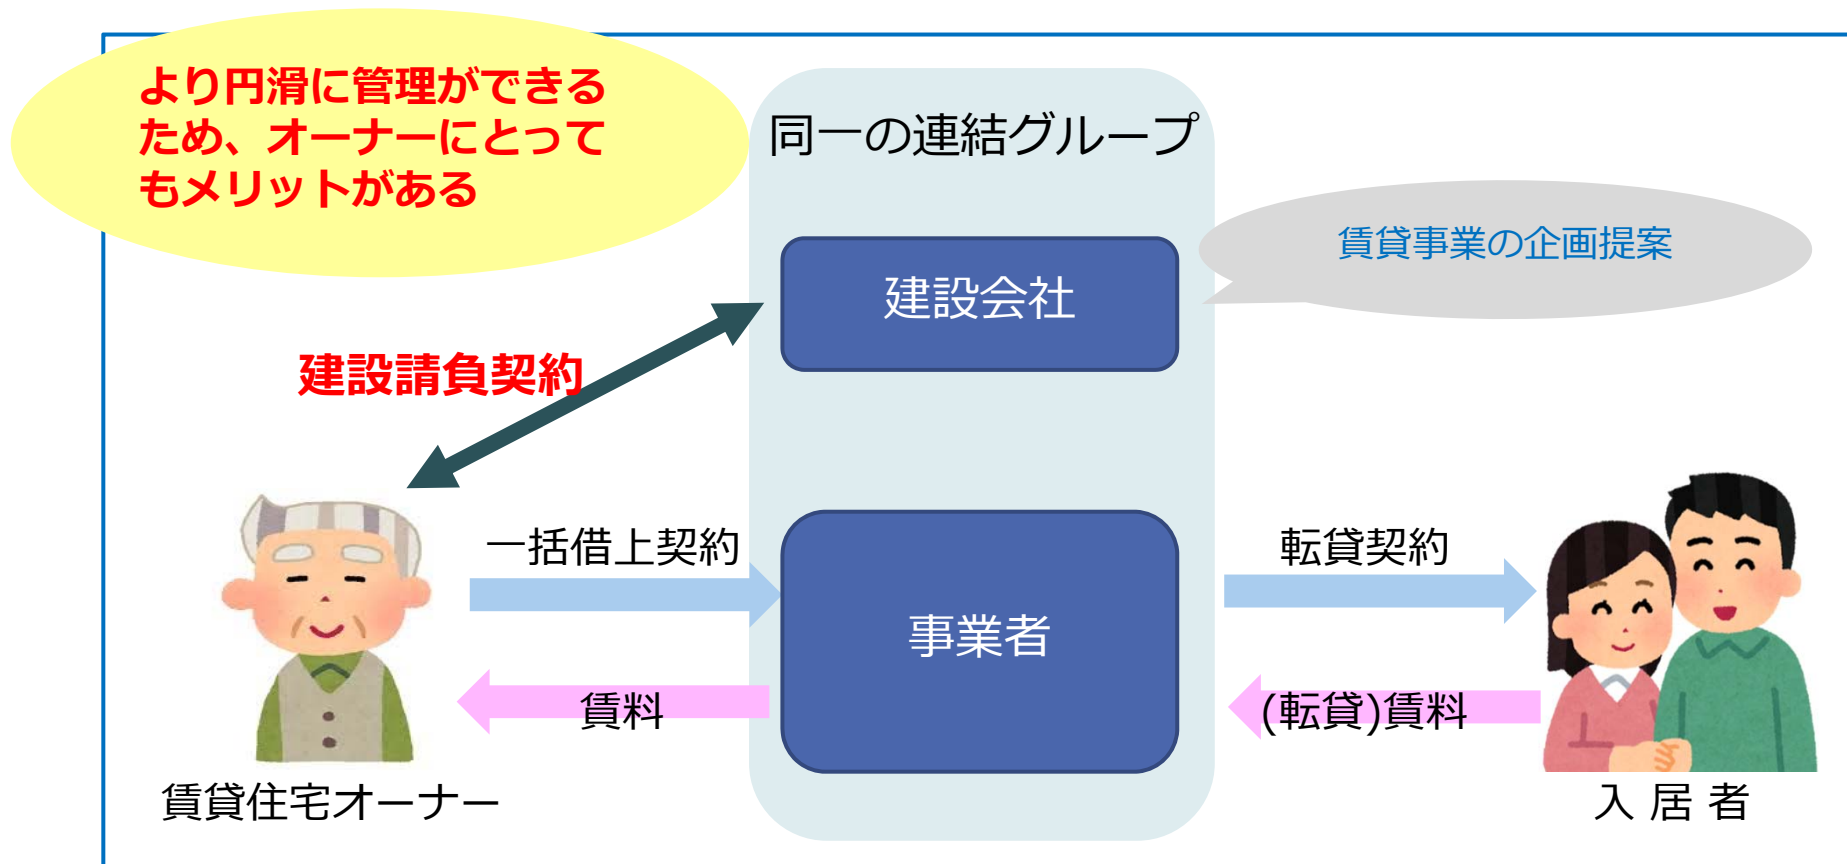 より円滑に管理ができる
ため、オーナーにとって
もメリットがある
同一の連結グループ
賃貸事業の企画提案
建設会社
建設請負契約
一括借上契約
転貸契約
事業者
賃料
(転貸)賃料
賃貸住宅オーナー
入 居 者